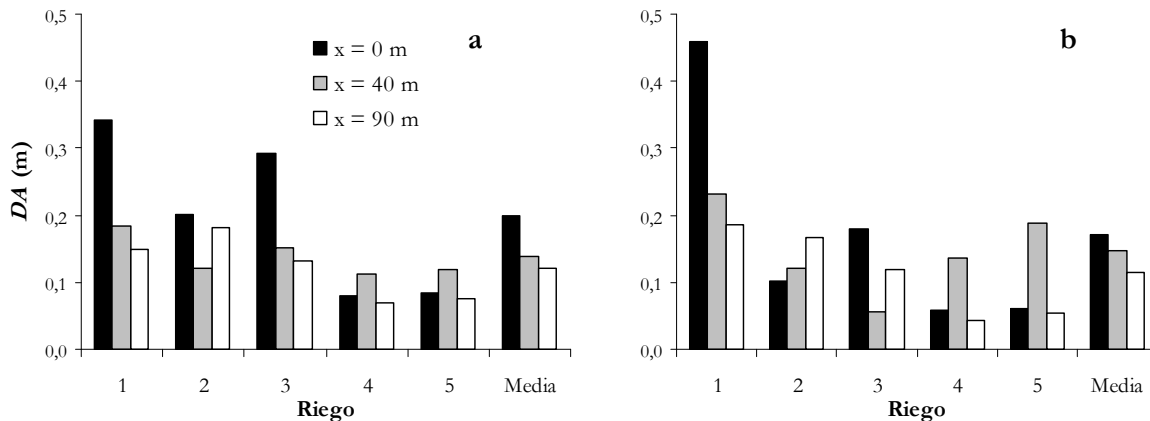 a
0,5
0,4
0,3
0,2
0,1
0,0
DA (m)
x = 0 m
x = 40 m
x = 90 m
1 2 3 4 5 Media
Riego
b
0,5
0,4
0,3
0,2
0,1
0,0
1 2 3 4 5 Media
Riego